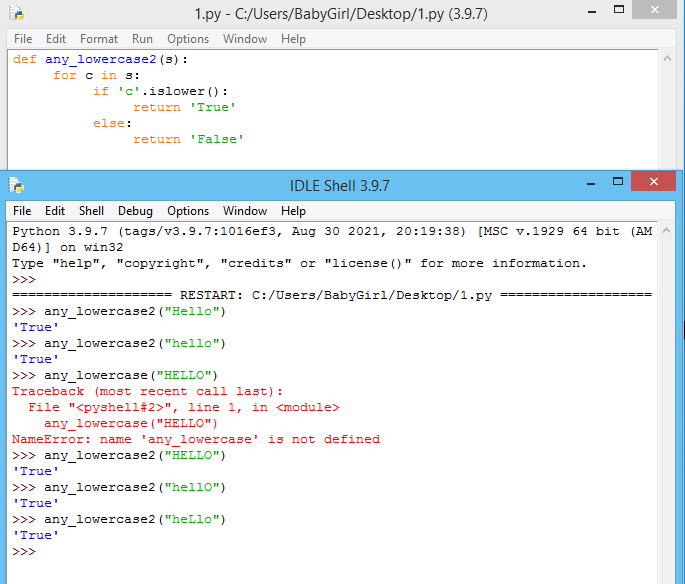 1.py - C:/Users/BabyGirl/Desktop/1.py (3.9.7)
File Edit Format Run Options Window Help
def any_lowercase2(s):
     for c in s:
          if 'c'.islower():
               return 'True'
          else:
               return 'False'
IDLE Shell 3.9.7
File Edit Shell Debug Options Window Help
Python 3.9.7 (tags/v3.9.7:1016ef3, Aug 30 2021, 20:19:38) [MSC v.1929 64 bit (AM
D64)] on win32
Type "help", "copyright", "credits" or "license()" for more information.
>>>
==================== RESTART: C:/Users/BabyGirl/Desktop/1.py ===================
>>> any_lowercase2("Hello")
'True'
>>> any_lowercase2("hello")
'True'
>>> any_lowercase("HELLO")
Traceback (most recent call last):
  File "<pyshell#2>", line 1, in <module>
    any_lowercase("HELLO")
NameError: name 'any_lowercase' is not defined
>>> any_lowercase2("HELLO")
'True'
>>> any_lowercase2("hellO")
'True'
>>> any_lowercase2("heLlo")
'True'
>>>